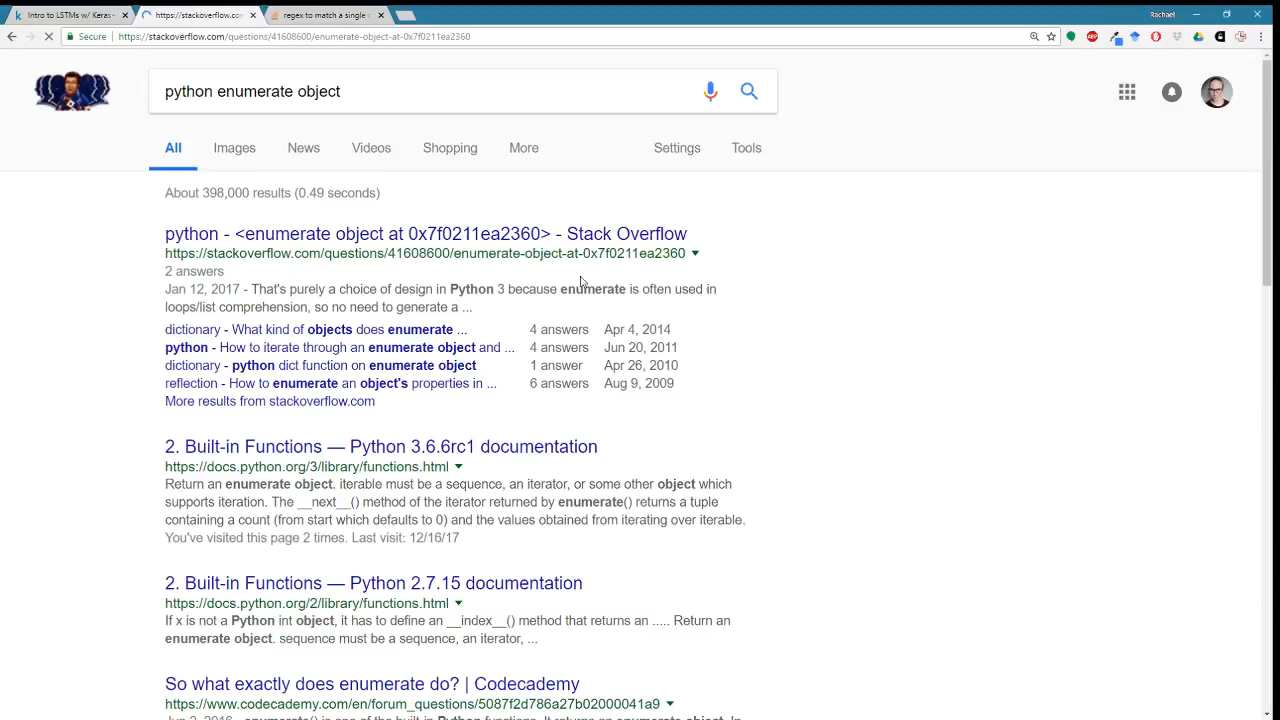 Intro to LSTMs w/ Keras
https://stackoverflow.com
regex to match a single
Rachael
Secure
https://stackoverflow.com/questions/41608600/enumerate-object-at-0x7f0211ea2360
python enumerate object
All Images News Videos Shopping More Settings Tools
About 398,000 results (0.49 seconds)
python - <enumerate object at 0x7f0211ea2360> - Stack Overflow
https://stackoverflow.com/questions/41608600/enumerate-object-at-0x7f0211ea2360
2 answers
Jan 12, 2017 - That's purely a choice of design in Python 3 because enumerate is often used in
loops/list comprehension, so no need to generate a ...
dictionary - What kind of objects does enumerate ... 4 answers Apr 4, 2014
python - How to iterate through an enumerate object and ... 4 answers Jun 20, 2011
dictionary - python dict function on enumerate object 1 answer Apr 26, 2010
reflection - How to enumerate an object's properties in ... 6 answers Aug 9, 2009
More results from stackoverflow.com
2. Built-in Functions — Python 3.6.6rc1 documentation
https://docs.python.org/3/library/functions.html
Return an enumerate object. iterable must be a sequence, an iterator, or some other object which
supports iteration. The __next__() method of the iterator returned by enumerate() returns a tuple
containing a count (from start which defaults to 0) and the values obtained from iterating over iterable.
You've visited this page 2 times. Last visit: 12/16/17
2. Built-in Functions — Python 2.7.15 documentation
https://docs.python.org/2/library/functions.html
If x is not a Python int object, it has to define an __index__() method that returns an ..... Return an
enumerate object. sequence must be a sequence, an iterator, ...
So what exactly does enumerate do? | Codecademy
https://www.codecademy.com/en/forum_questions/5087f2d786a27b02000041a9